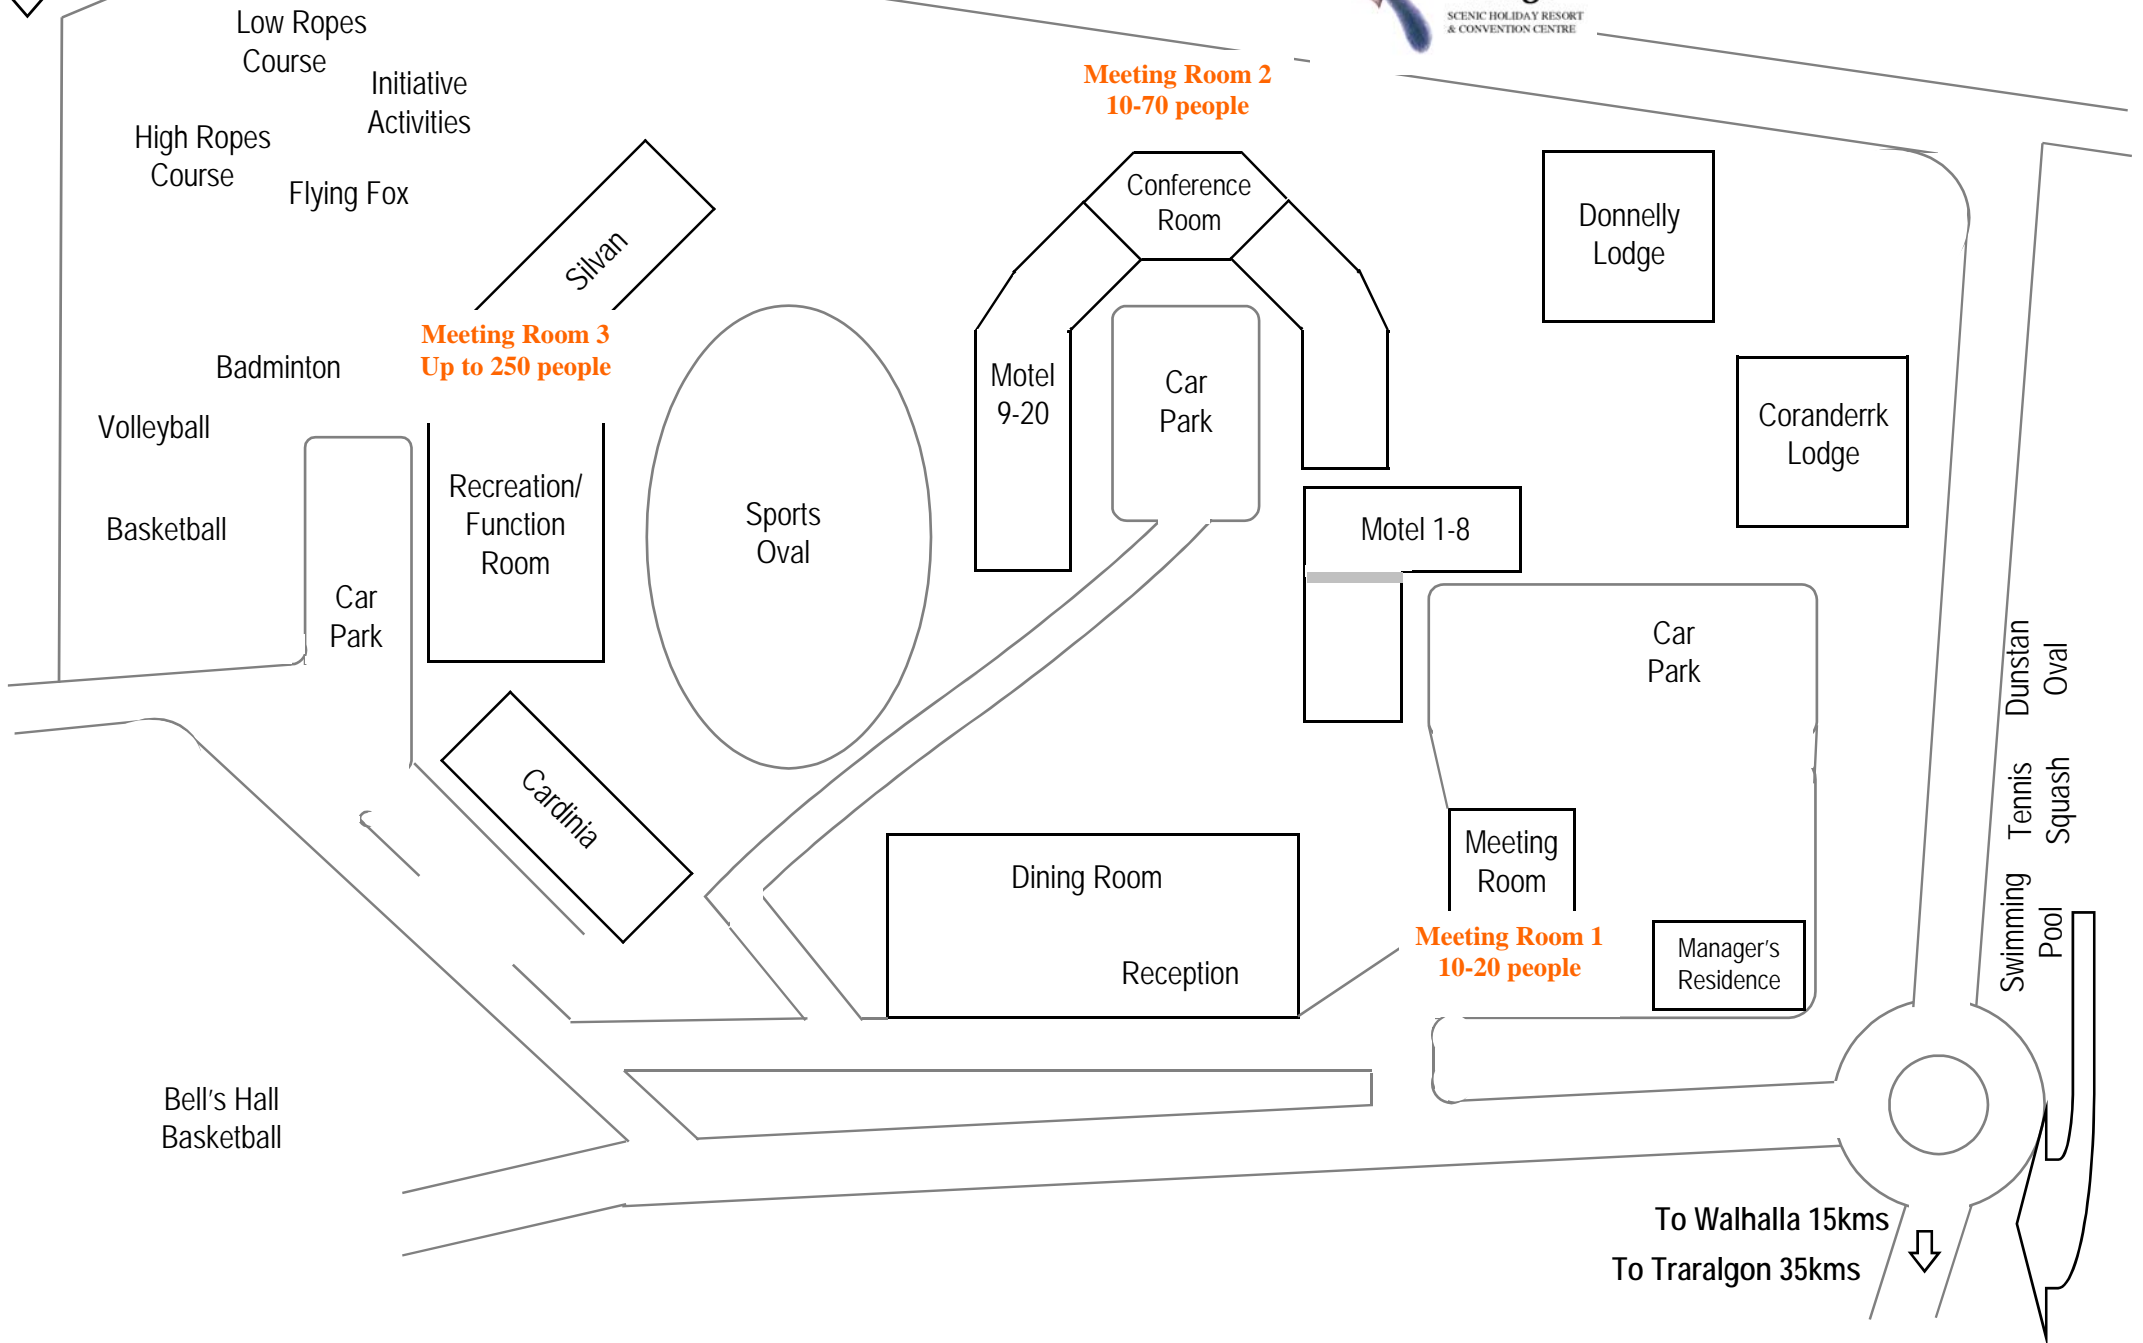 SCENIC HOLIDAY RESORT
& CONVENTION CENTRE
Low Ropes
Course
Initiative
Activities
High Ropes
Course
Flying Fox
Meeting Room 2
10-70 people
Conference
Room
Donnelly
Lodge
Silvan
Meeting Room 3
Up to 250 people
Badminton
Volleyball
Basketball
Motel
9-20
Car
Park
Coranderrk
Lodge
Recreation/
Function
Room
Sports
Oval
Motel 1-8
Car
Park
Car
Park
Dunstan
Oval
Tennis
Squash
Swimming
Pool
Cardinia
Dining Room
Reception
Meeting
Room
Meeting Room 1
10-20 people
Manager's
Residence
Bell's Hall
Basketball
To Walhalla 15kms
To Traralgon 35kms